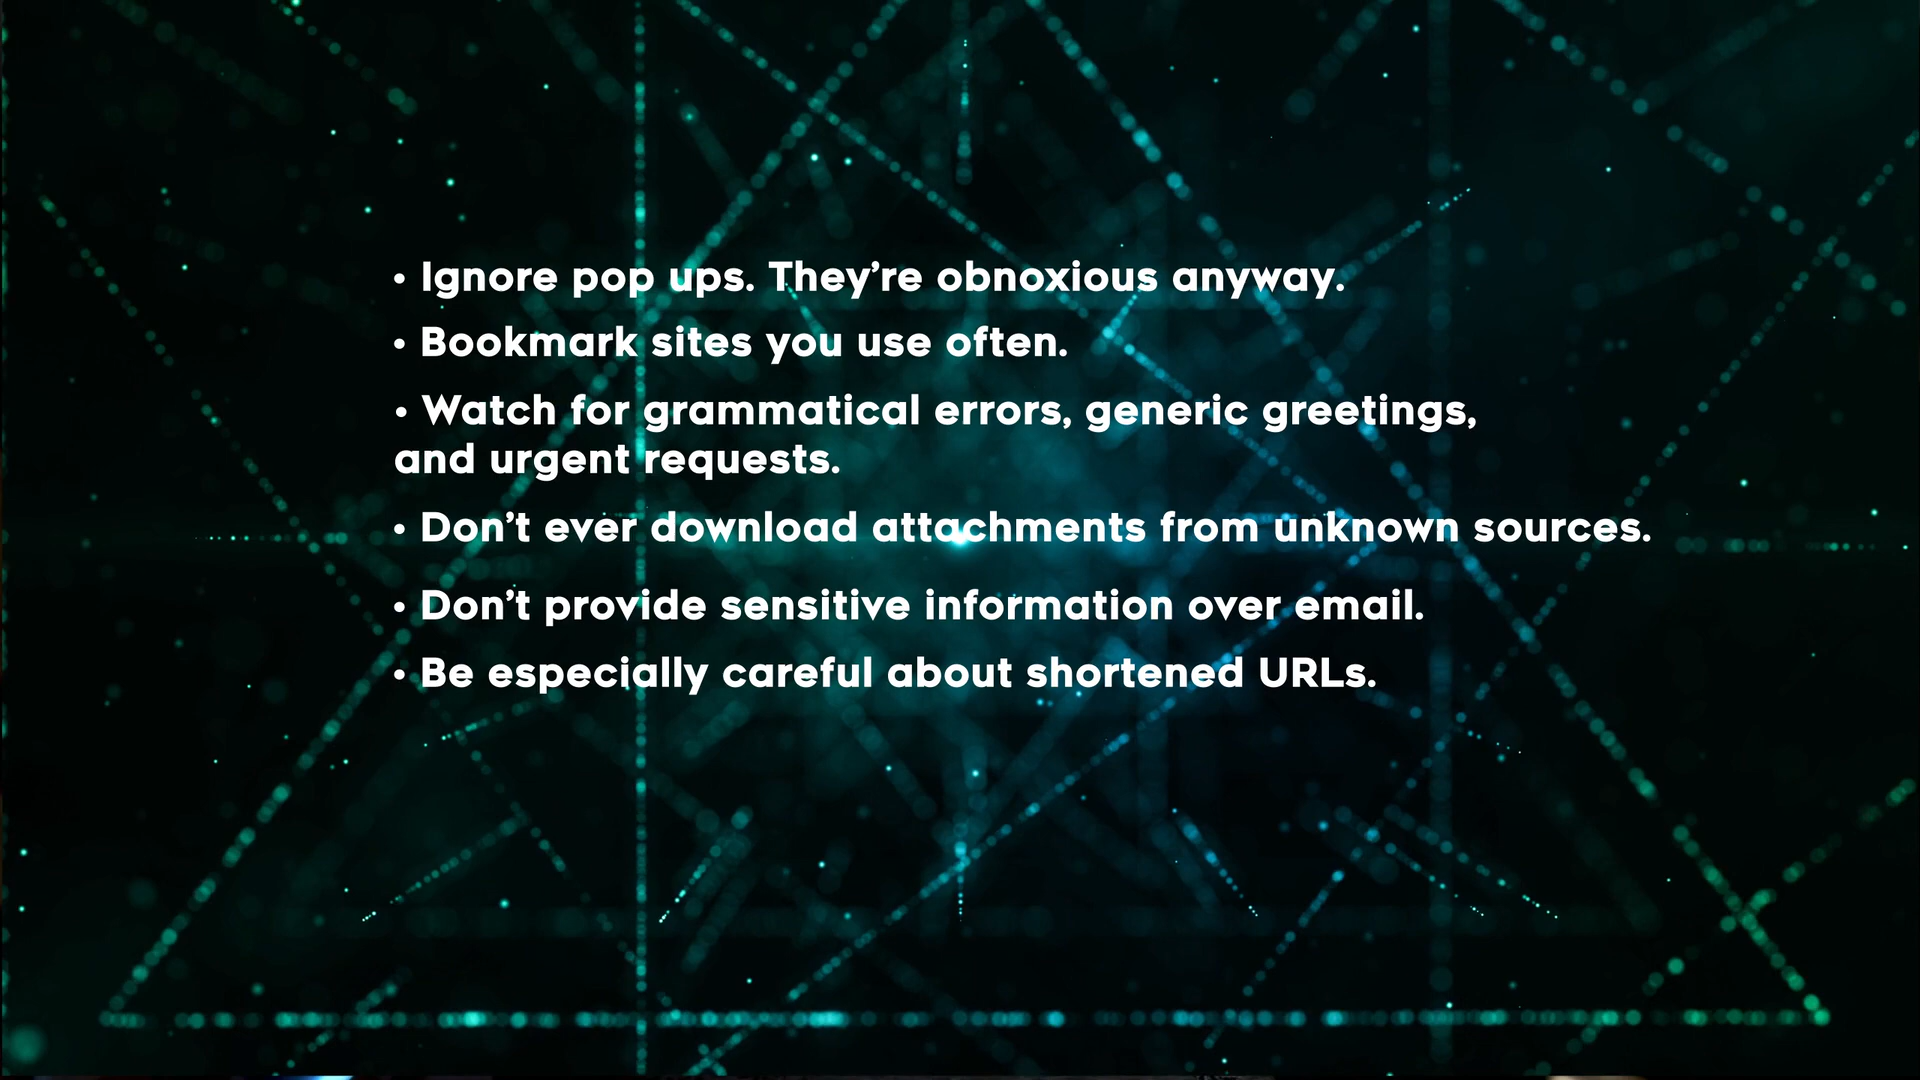 • Ignore pop ups. They’re obnoxious anyway.
• Bookmark sites you use often.
• Watch for grammatical errors, generic greetings,
and urgent requests.
• Don’t ever download attachments from unknown sources.
• Don’t provide sensitive information over email.
• Be especially careful about shortened URLs.